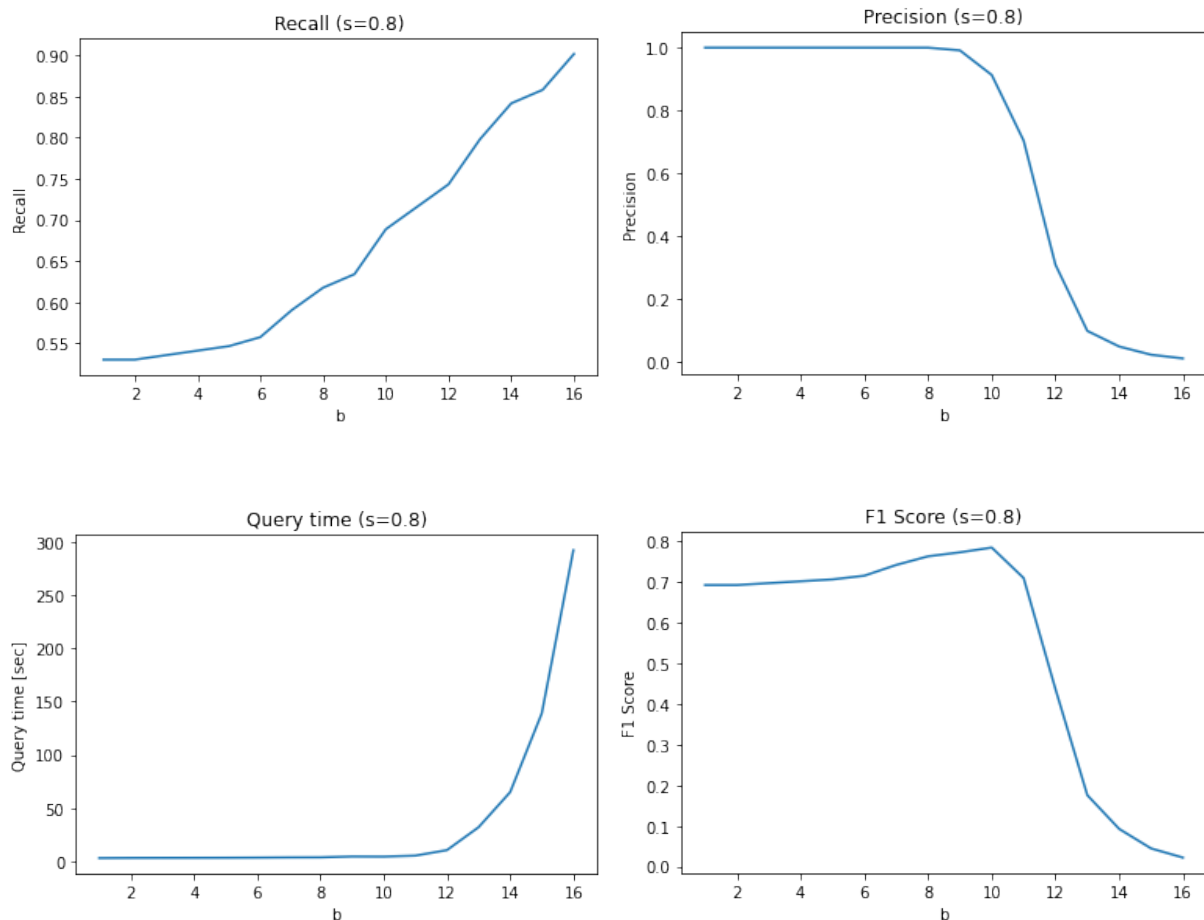 Recall (s=0.8)
0.90
0.85
0.80
0.75
0.70
0.65
0.60
0.55
Recall
2 4 6 8 10 12 14 16
b
Precision (s=0.8)
1.0
0.8
0.6
0.4
0.2
0.0
Precision
2 4 6 8 10 12 14 16
b
Query time (s=0.8)
300
250
200
150
100
50
0
Query time [sec]
2 4 6 8 10 12 14 16
b
F1 Score (s=0.8)
0.8
0.7
0.6
0.5
0.4
0.3
0.2
0.1
0.0
F1 Score
2 4 6 8 10 12 14 16
b